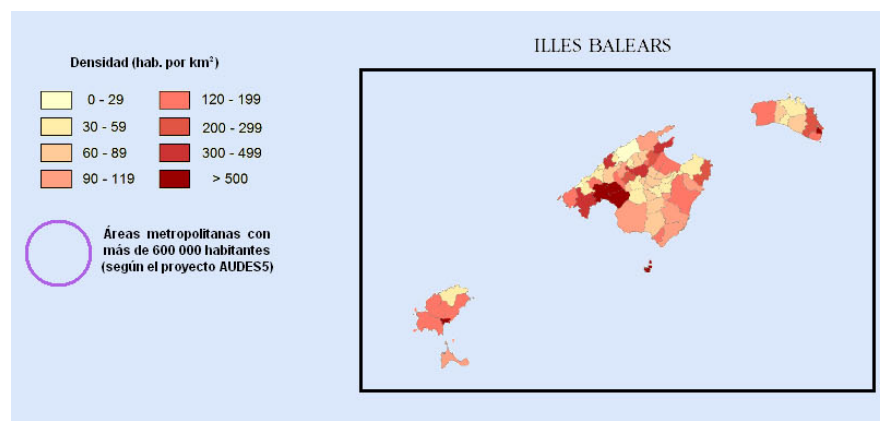 ILLES BALEARS
Densidad (hab. por km²)
0 - 29
120 - 199
30 - 59
200 - 299
60 - 89
300 - 499
90 - 119
> 500
Áreas metropolitanas con
más de 600 000 habitantes
(según el proyecto AUDES5)